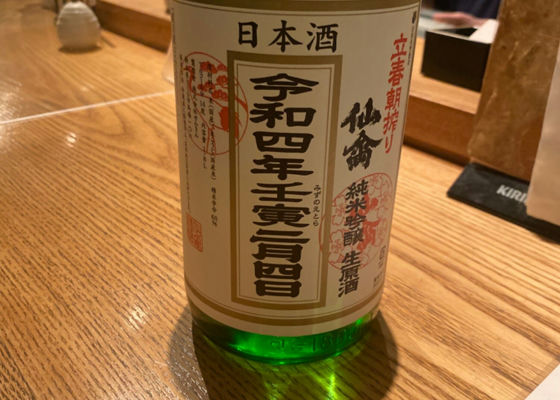 日本酒
立春朝搾り
仙禽
純米吟醸 生原酒
令和四年壬寅二月四日
みずのえとら
KIRIN